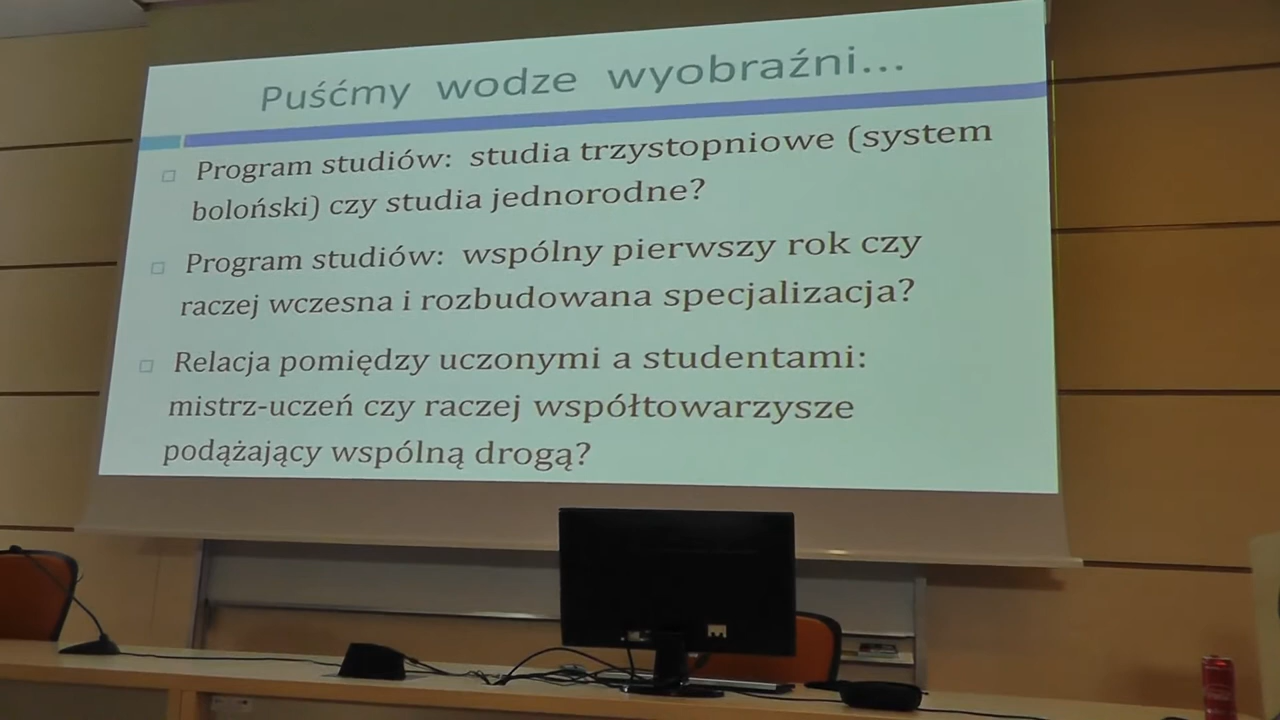 Puśćmy wodze wyobraźni...
Program studiów: studia trzystopniowe (system
boloński) czy studia jednorodne?
Program studiów: wspólny pierwszy rok czy
raczej wczesna i rozbudowana specjalizacja?
Relacja pomiędzy uczonymi a studentami:
mistrz-uczeń czy raczej współtowarzysze
podążający wspólną drogą?